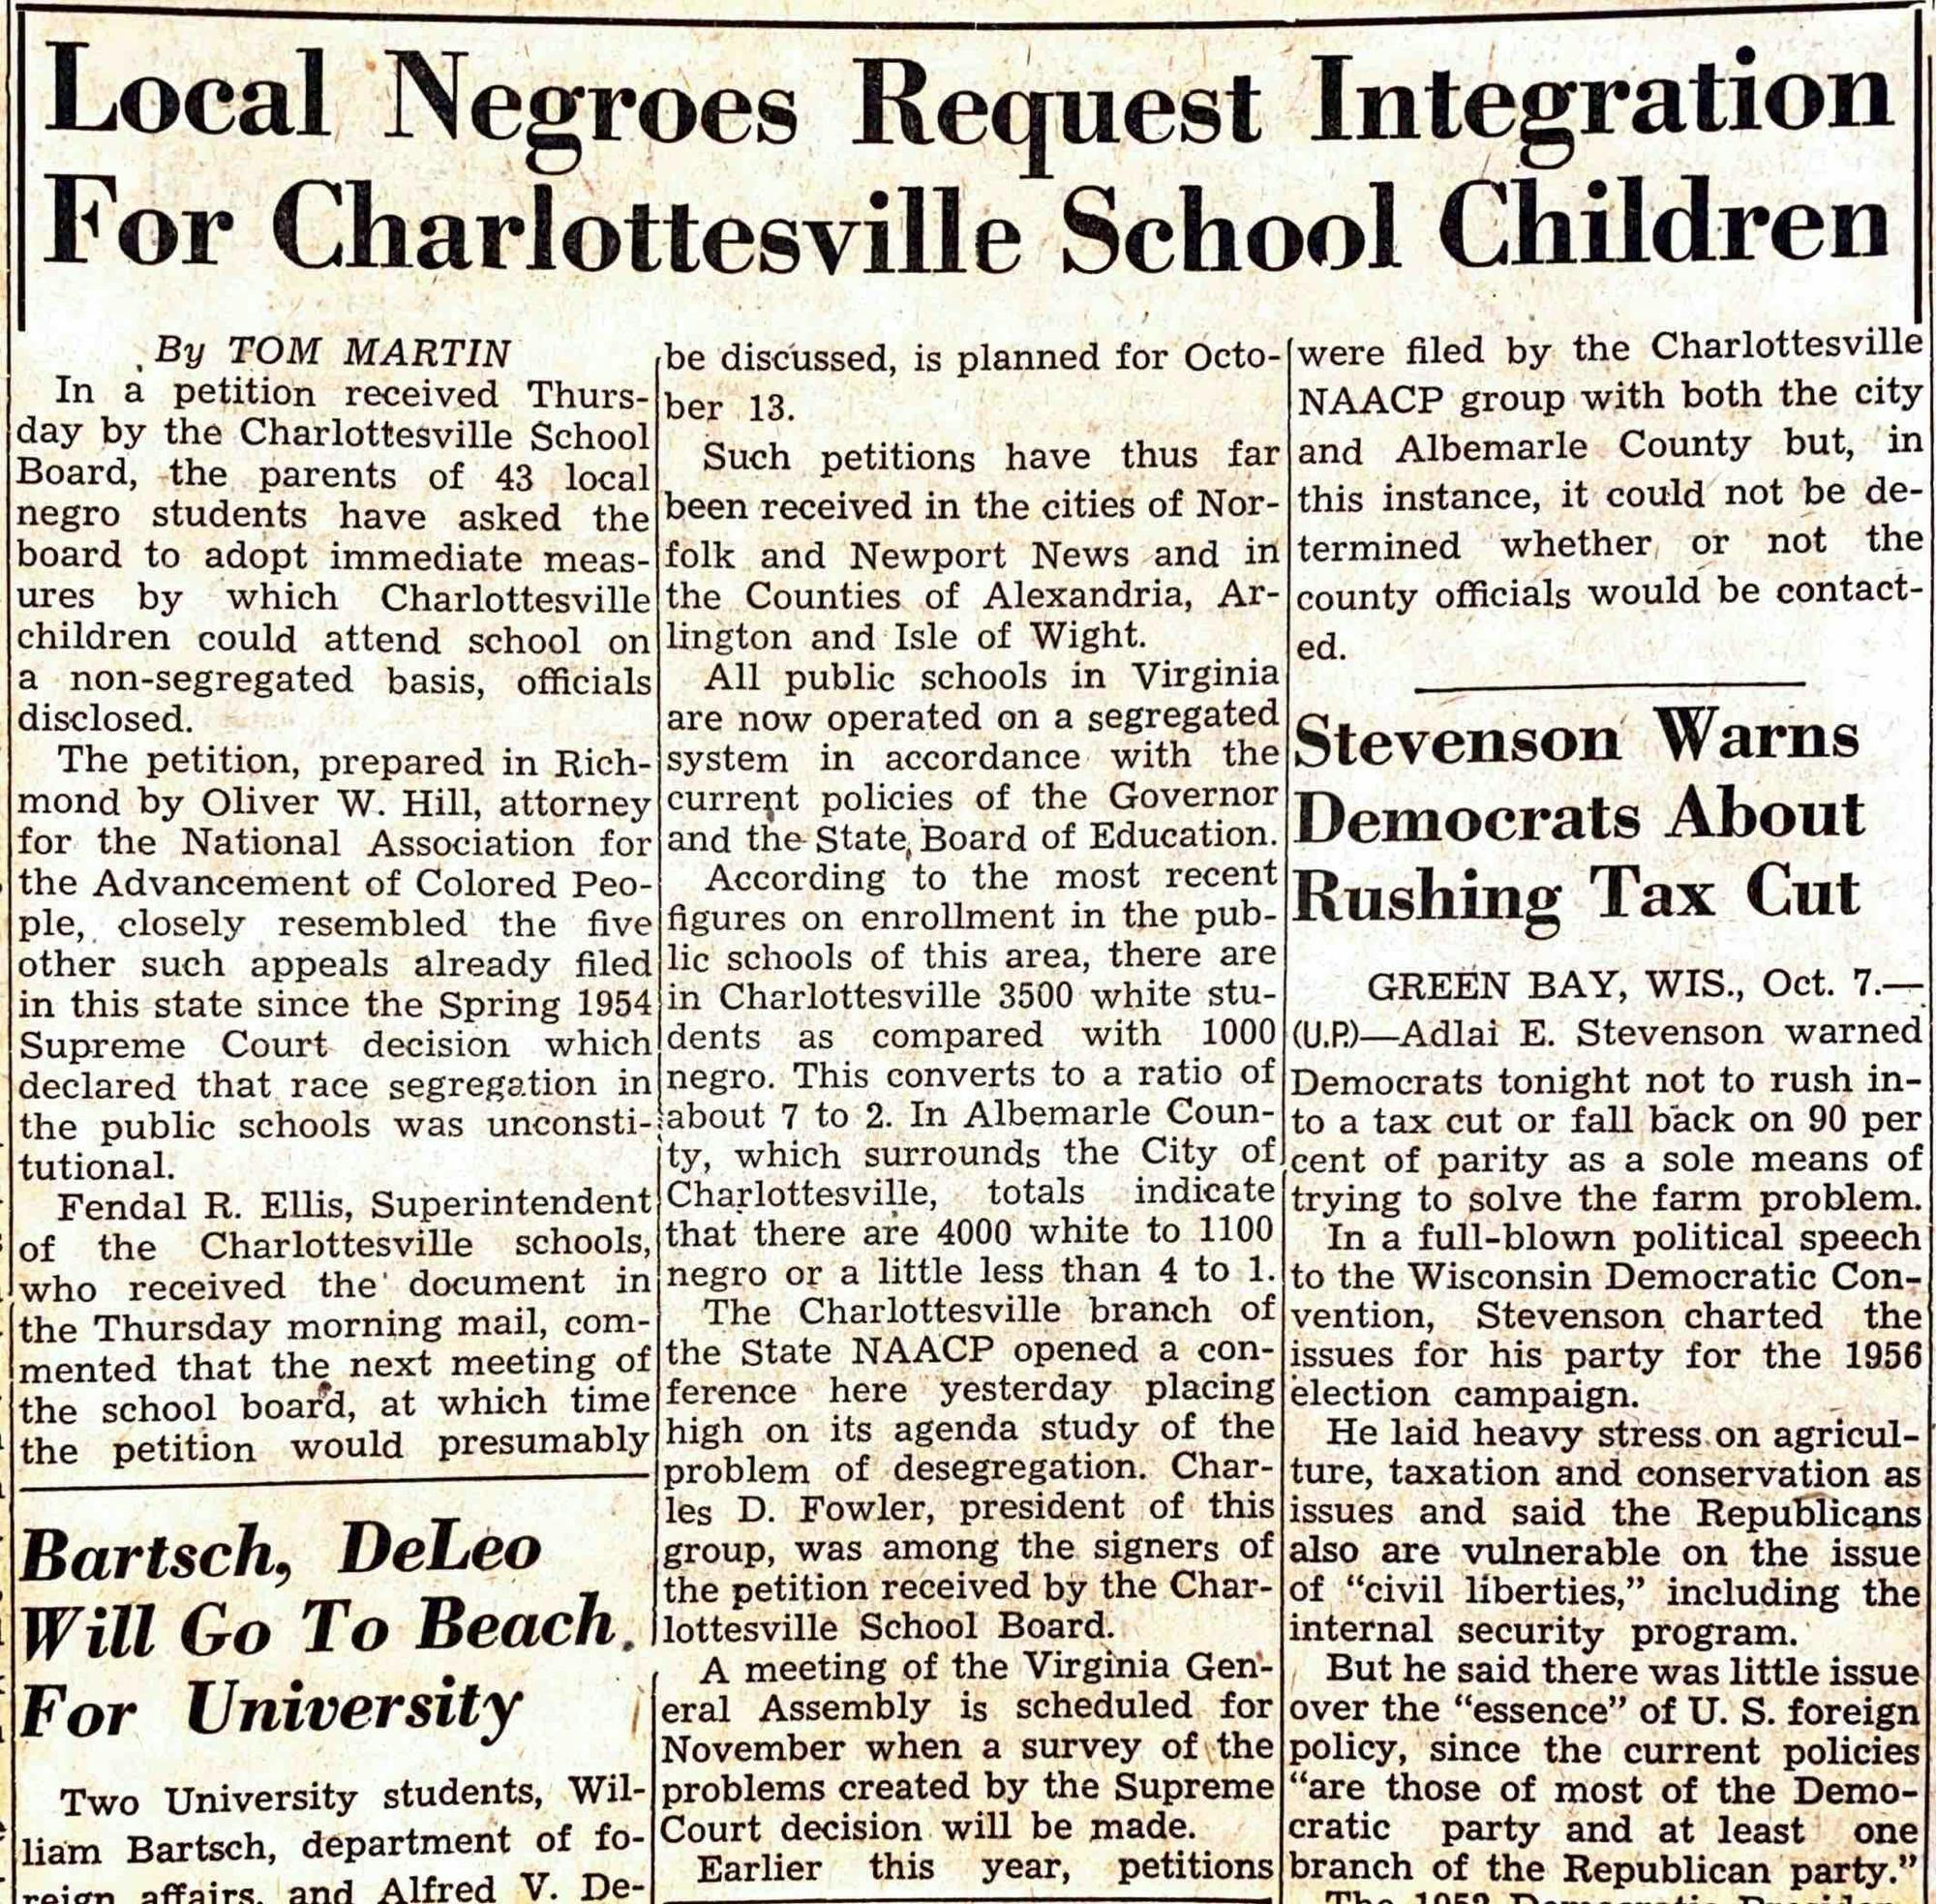 Local Negroes Request Integration
For Charlottesville School Children
By TOM MARTIN
In a petition received Thurs-
day by the Charlottesville School
Board, the parents of 43 local
negro students have asked the
board to adopt immediate meas-
ures by which Charlottesville
children could attend school on
a non-segregated basis, officials
disclosed.
The petition, prepared in Rich-
mond by Oliver W. Hill, attorney
for the National Association for
the Advancement of Colored Peo-
ple, closely resembled the five
other such appeals already filed
in this state since the Spring 1954
Supreme Court decision which
declared that race segregation in
the public schools was unconsti-
tutional.
Fendal R. Ellis, Superintendent
of the Charlottesville schools,
who received the document in
the Thursday morning mail, com-
mented that the next meeting of
the school board, at which time
the petition would presumably
be discussed, is planned for Octo-
ber 13.
Such petitions have thus far
been received in the cities of Nor-
folk and Newport News and in
the Counties of Alexandria, Ar-
lington and Isle of Wight.
All public schools in Virginia
are now operated on a segregated
system in accordance with the
current policies of the Governor
and the State Board of Education.
According to the most recent
figures on enrollment in the pub-
lic schools of this area, there are
in Charlottesville 3500 white stu-
dents as compared with 1000
negro. This converts to a ratio of
about 7 to 2. In Albemarle Coun-
ty, which surrounds the City of
Charlottesville, totals indicate
that there are 4000 white to 1100
negro or a little less than 4 to 1.
The Charlottesville branch of
the State NAACP opened a con-
ference here yesterday placing
high on its agenda study of the
problem of desegregation. Char-
les D. Fowler, president of this
group, was among the signers of
the petition received by the Char-
lottesville School Board.
A meeting of the Virginia Gen-
eral Assembly is scheduled for
November when a survey of the
problems created by the Supreme
Court decision will be made.
Earlier this year, petitions
were filed by the Charlottesville
NAACP group with both the city
and Albemarle County but, in
this instance, it could not be de-
termined whether or not the
county officials would be contact-
ed.
Bartsch, DeLeo
Will Go To Beach
For University
Two University students, Wil-
liam Bartsch, department of fo-
reign affairs, and Alfred V. De-
Stevenson Warns
Democrats About
Rushing Tax Cut
GREEN BAY, WIS., Oct. 7.—
(U.P.)—Adlai E. Stevenson warned
Democrats tonight not to rush in-
to a tax cut or fall back on 90 per
cent of parity as a sole means of
trying to solve the farm problem.
In a full-blown political speech
to the Wisconsin Democratic Con-
vention, Stevenson charted the
issues for his party for the 1956
election campaign.
He laid heavy stress on agricul-
ture, taxation and conservation as
issues and said the Republicans
also are vulnerable on the issue
of “civil liberties,” including the
internal security program.
But he said there was little issue
over the “essence” of U. S. foreign
policy, since the current policies
“are those of most of the Demo-
cratic party and at least one
branch of the Republican party.”